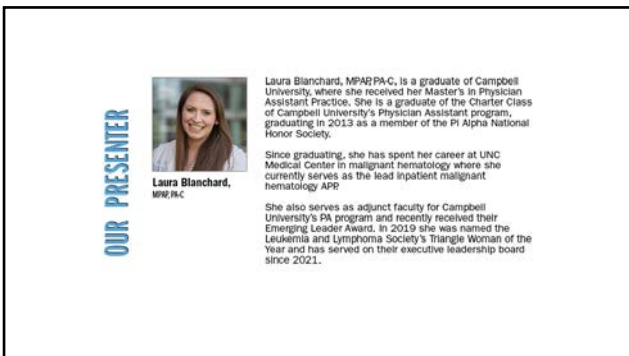 OUR PRESENTER
Laura Blanchard,
MPAP, PA-C
Laura Blanchard, MPAP, PA-C, is a graduate of Campbell
University, where she received her Master's in Physician
Assistant Practice. She is a graduate of the Charter Class
of Campbell University's Physician Assistant program,
graduating in 2013 as a member of the Pi Alpha National
Honor Society.
Since graduating, she has spent her career at UNC
Medical Center in malignant hematology where she
currently serves as the lead inpatient malignant
hematology APP.
She also serves as adjunct faculty for Campbell
University's PA program and recently received their
Emerging Leader Award. In 2019 she was named the
Leukemia and Lymphoma Society's Triangle Woman of the
Year and has served on their executive leadership board
since 2021.